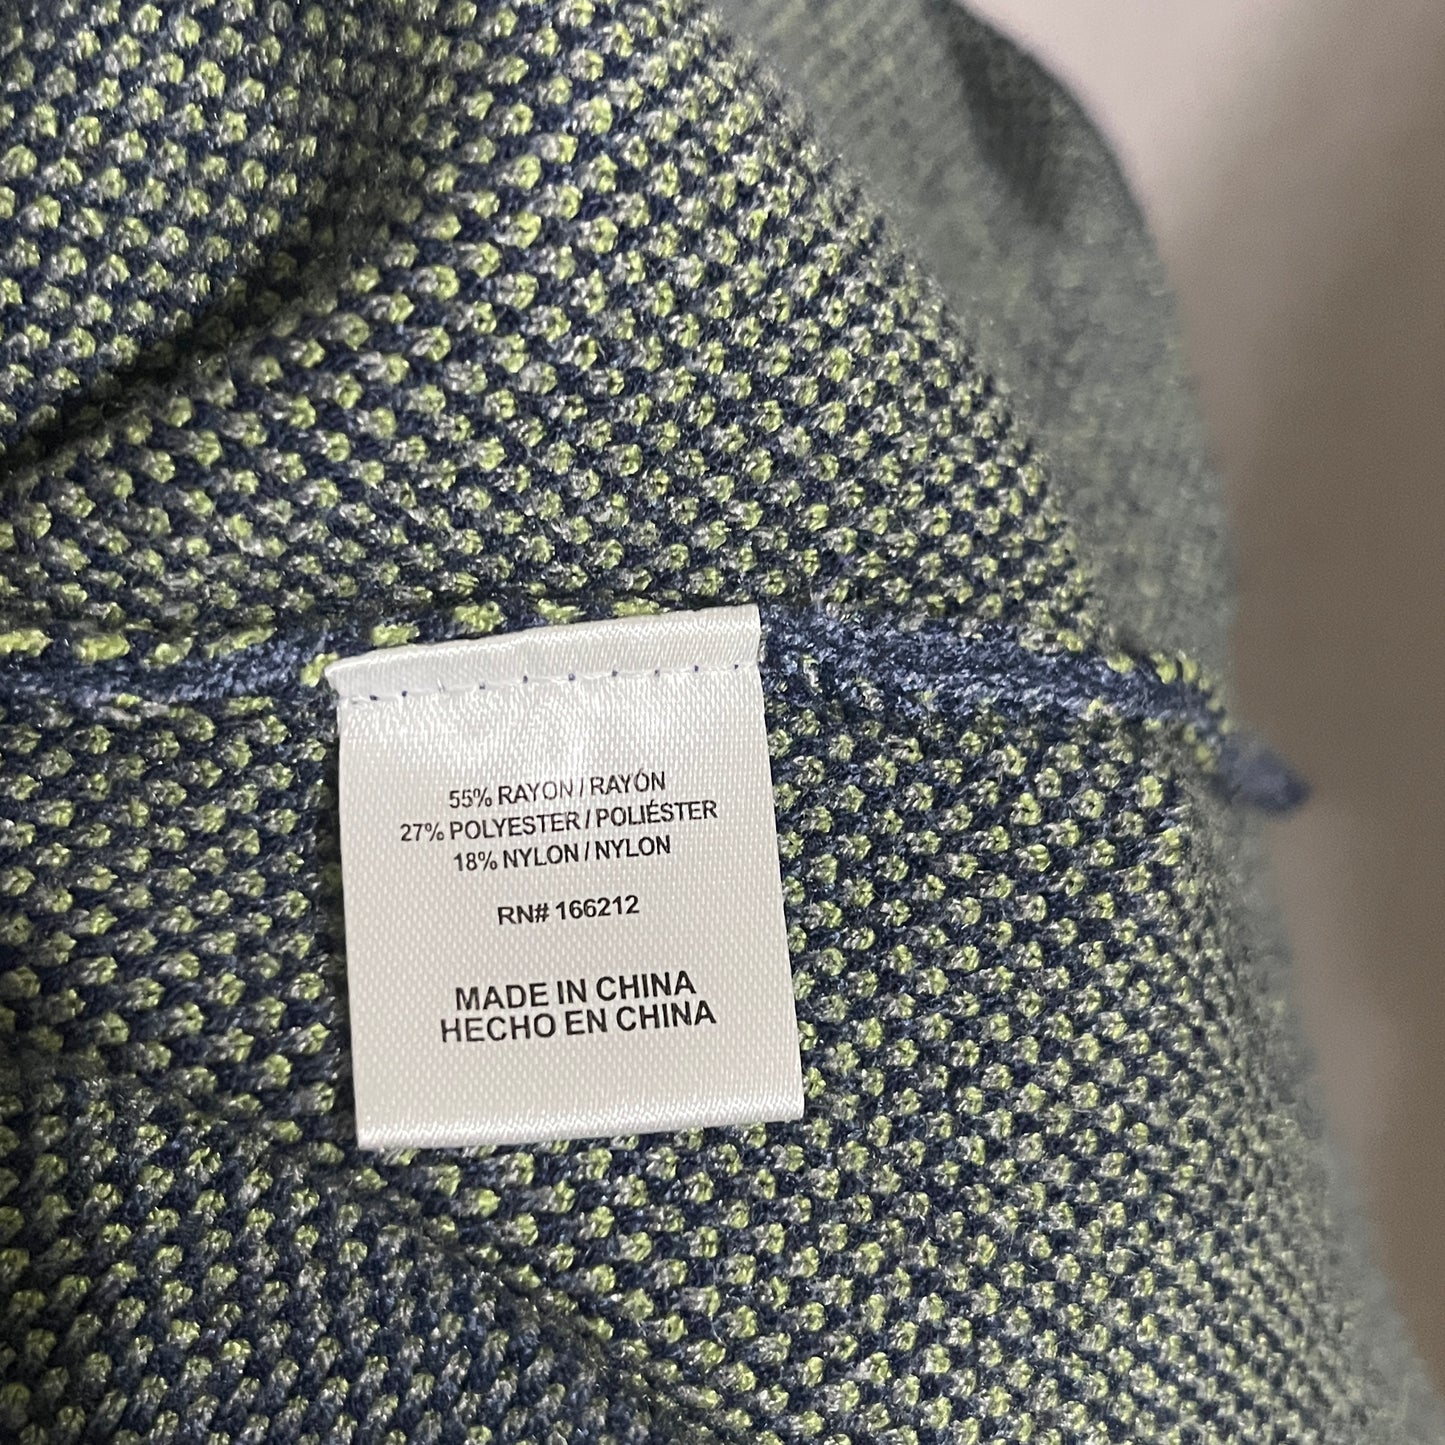 55% RAYON / RAYÓN
27% POLYESTER / POLIÉSTER
18% NYLON / NYLON
RN# 166212
MADE IN CHINA
HECHO EN CHINA